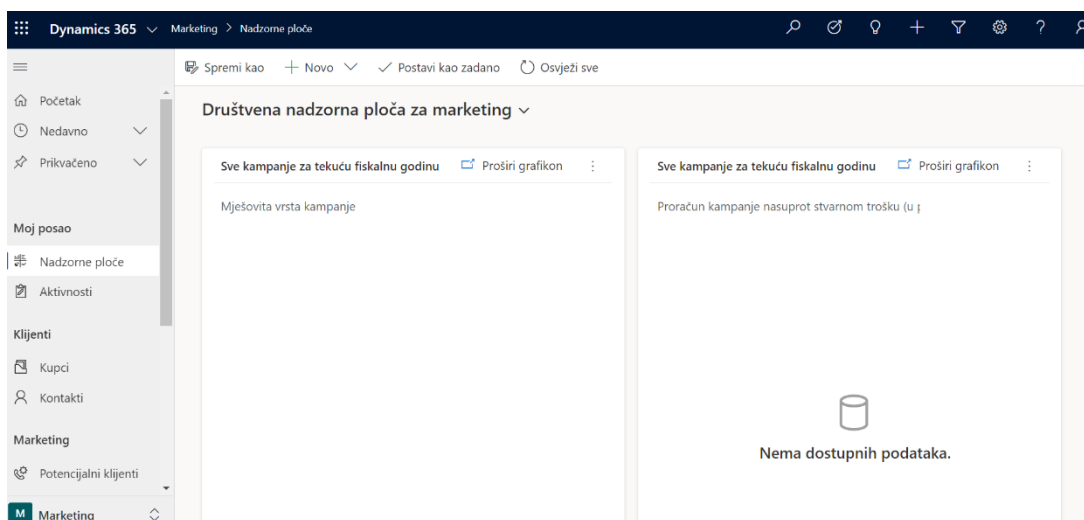 Dynamics 365 Marketing > Nadzorne ploče
Spremi kao Novo Postavi kao zadano Osvježi sve
Početak
Nedavno
Prikvačeno
Moj posao
Nadzorne ploče
Aktivnosti
Klijenti
Kupci
Kontakti
Marketing
Potencijalni klijenti
M Marketing
Društvena nadzorna ploča za marketing
Sve kampanje za tekuću fiskalnu godinu Proširi grafikon
Mješovita vrsta kampanje
Sve kampanje za tekuću fiskalnu godinu Proširi grafikon
Proračun kampanje nasuprot stvarnom trošku (u
Nema dostupnih podataka.